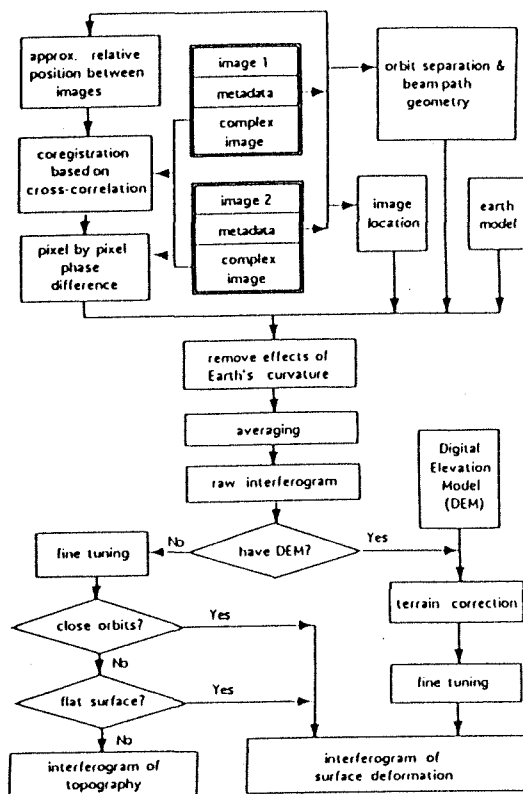 approx. relative
position between
images
image 1
metadata
complex
image
orbit separation &
beam path
geometry
coregistration
based on
cross-correlation
image 2
metadata
complex
image
image
location
earth
model
pixel by pixel
phase
difference
remove effects of
Earth's curvature
averaging
raw interferogram
Digital
Elevation
Model
(DEM)
have DEM?
No
Yes
fine tuning
terrain correction
close orbits?
Yes
No
fine tuning
flat surface?
Yes
No
interferogram of
topography
interferogram of
surface deformation